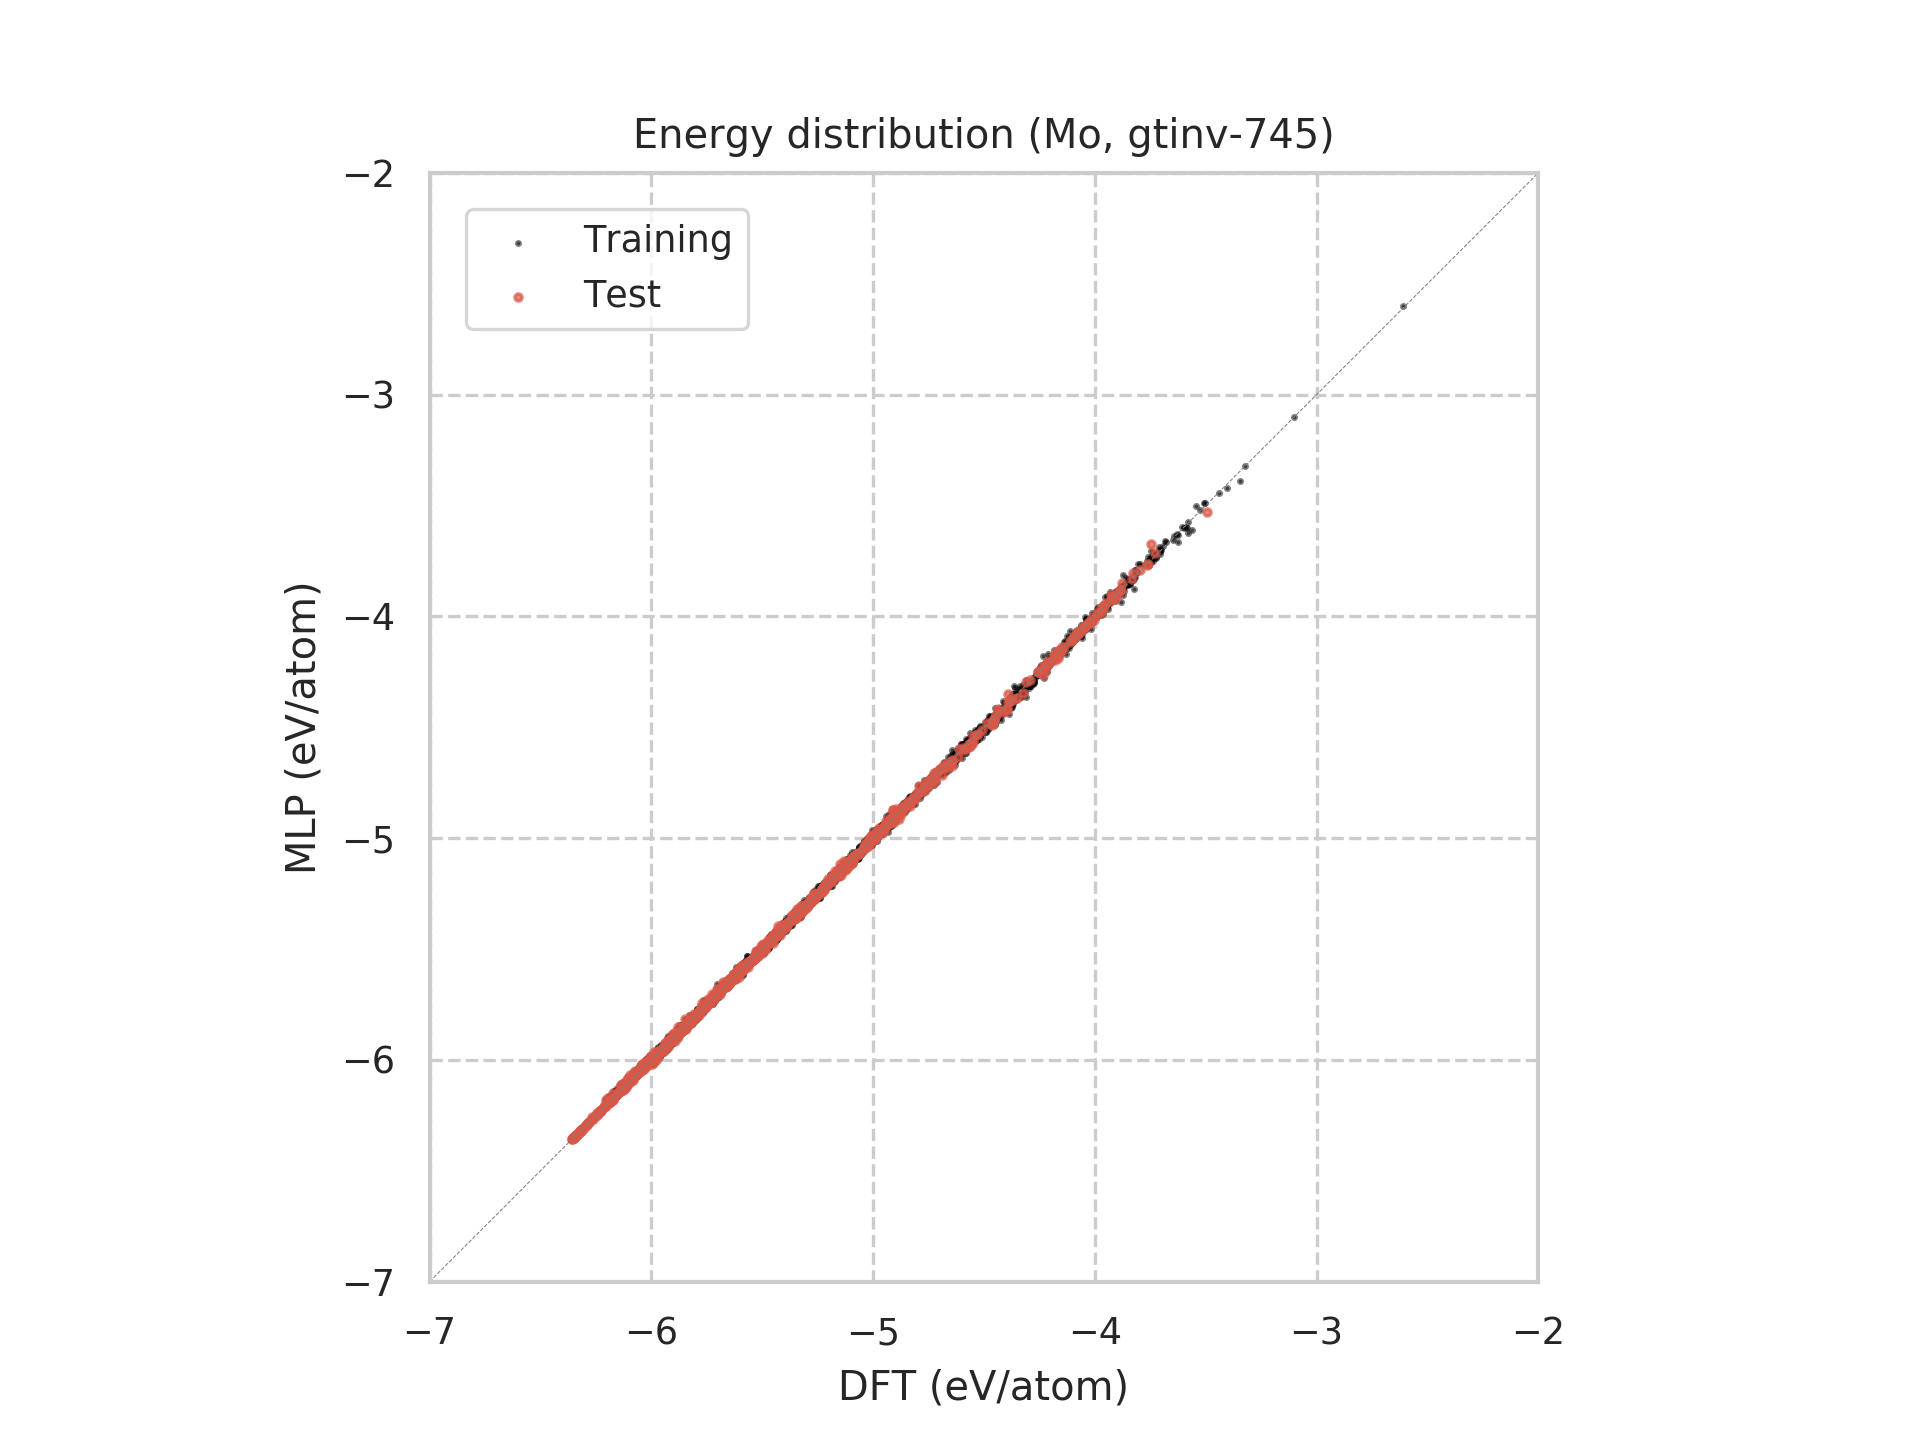 Energy distribution (Mo, gtinv-745)
−2
−3
−4
−5
−6
−7
MLP (eV/atom)
Training
Test
−7 −6 −5 −4 −3 −2
DFT (eV/atom)